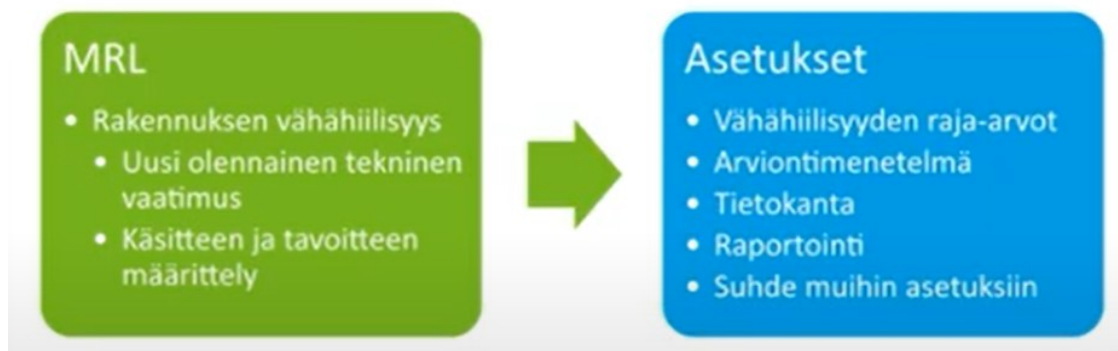 MRL
• Rakennuksen vähähiilisyys
• Uusi olennainen tekninen
vaatimus
• Käsitteen ja tavoitteen
määrittely
Asetukset
• Vähähiilisyyden raja-arvot
• Arviontimenetelmä
• Tietokanta
• Raportointi
• Suhde muihin asetuksiin